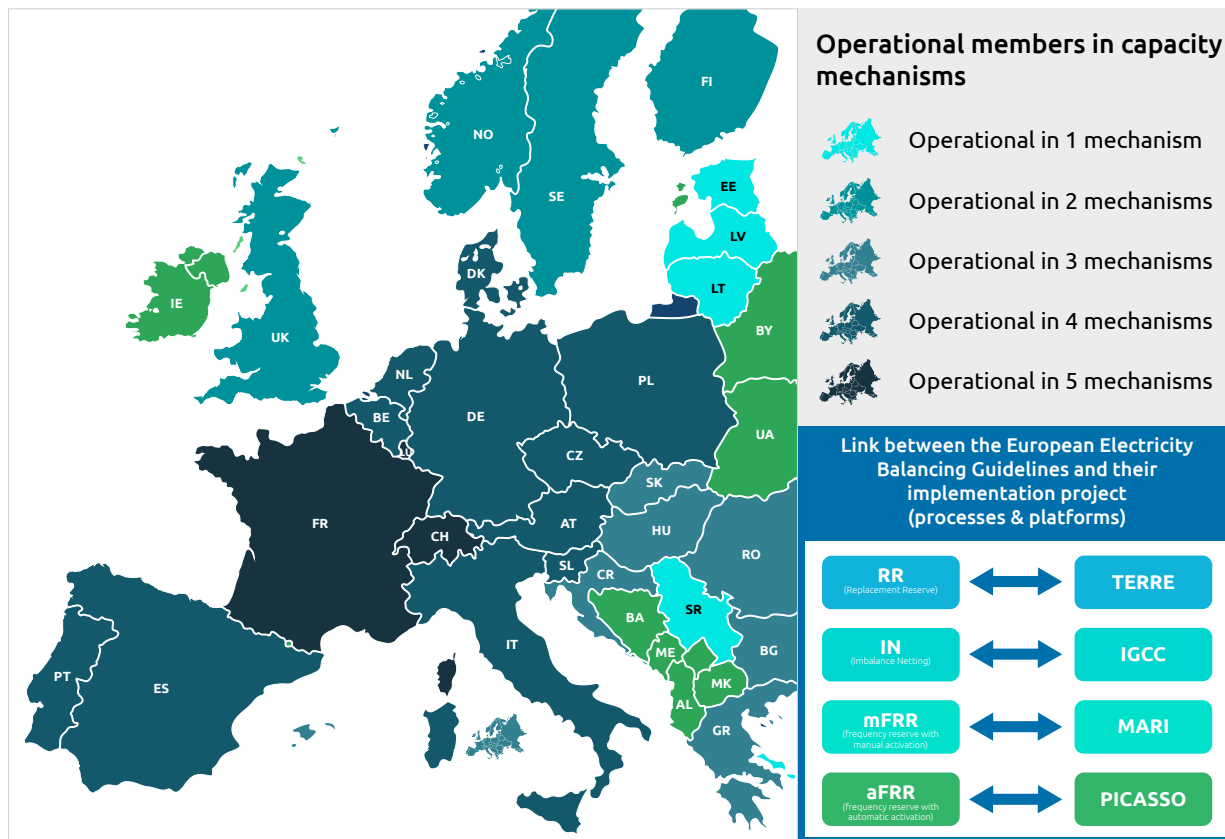 FI
NO
SE
EE
LV
LT
DK
IE
UK
BY
NL
PL
BE
DE
UA
LU
CZ
SK
FR
AT
CH
HU
RO
SL
CR
SR
BA
IT
ME
BG
PT
ES
MK
AL
GR
Operational members in capacity
mechanisms
Operational in 1 mechanism
Operational in 2 mechanisms
Operational in 3 mechanisms
Operational in 4 mechanisms
Operational in 5 mechanisms
Link between the European Electricity
Balancing Guidelines and their
implementation project
(processes & platforms)
RR
(Replacement Reserve)
TERRE
IN
(Imbalance Netting)
IGCC
mFRR
(frequency reserve with
manual activation)
MARI
aFRR
(frequency reserve with
automatic activation)
PICASSO